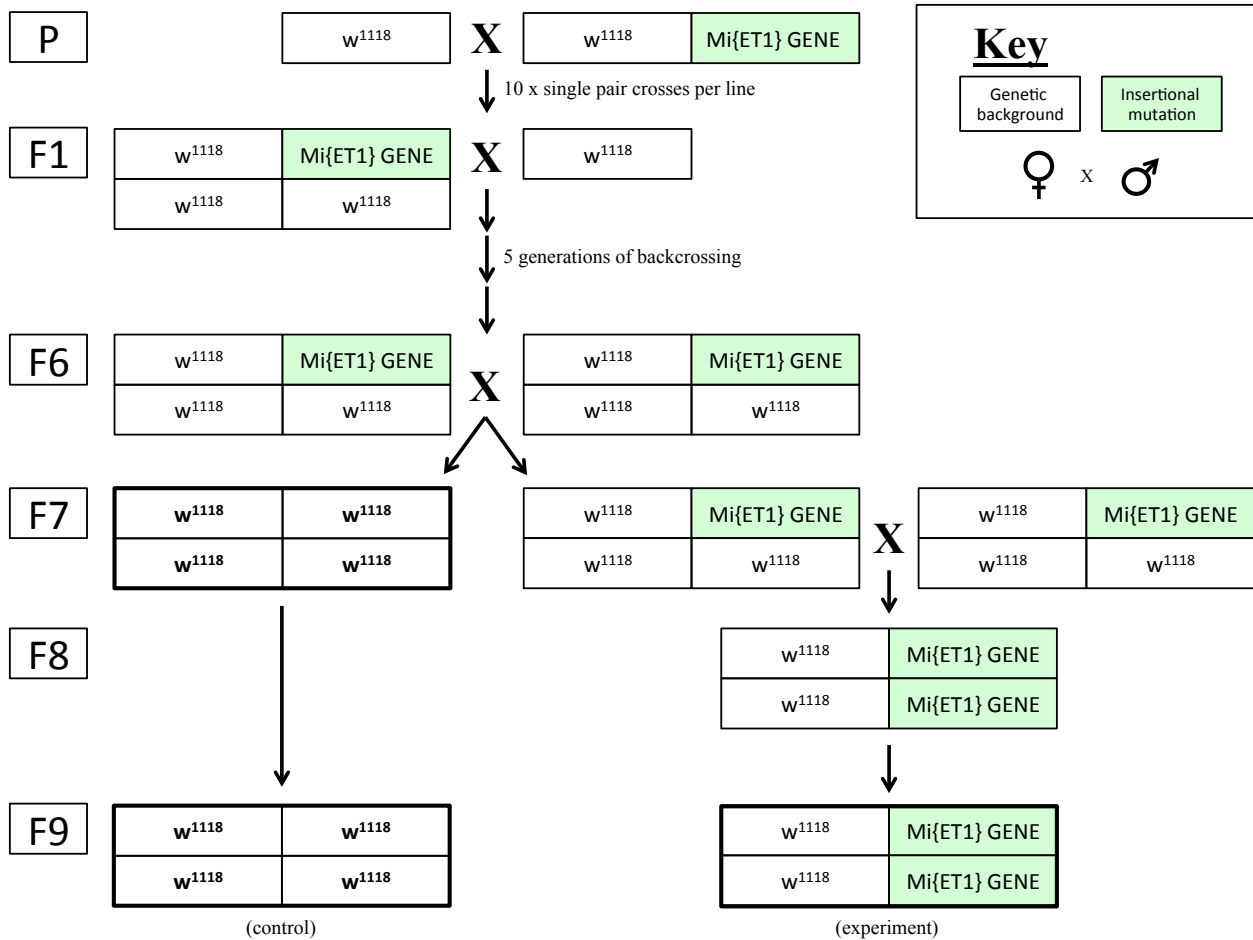 P
w1118 X w1118 Mi{ET1} GENE
Key
Genetic background
Insertional mutation
♀ X ♂
10 x single pair crosses per line
F1
w1118 Mi{ET1} GENE X w1118
w1118 w1118
5 generations of backcrossing
F6
w1118 Mi{ET1} GENE X w1118 Mi{ET1} GENE
w1118 w1118 w1118 w1118
F7
w1118 w1118 w1118 Mi{ET1} GENE X w1118 Mi{ET1} GENE
w1118 w1118 w1118 w1118 w1118 w1118
F8
w1118 Mi{ET1} GENE
w1118 Mi{ET1} GENE
F9
w1118 w1118 w1118 Mi{ET1} GENE
w1118 w1118 w1118 Mi{ET1} GENE
(control) (experiment)